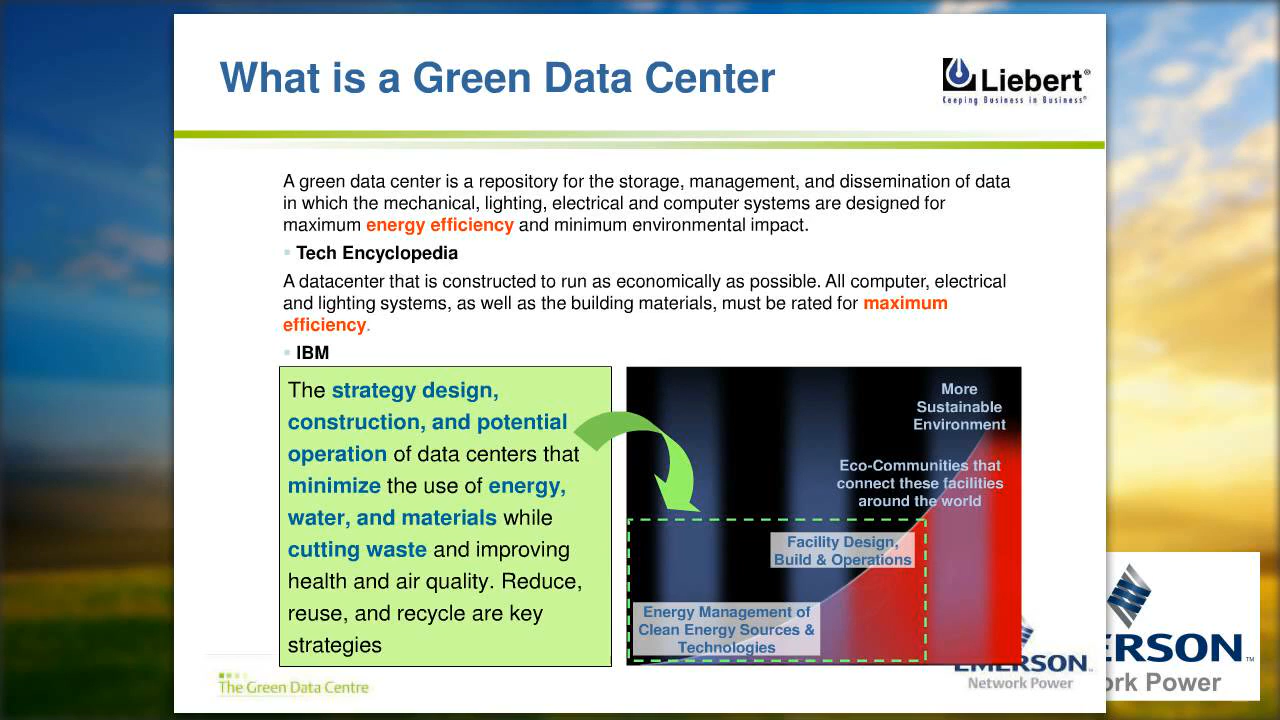 What is a Green Data Center
Liebert®
Keeping Business in Business®
A green data center is a repository for the storage, management, and dissemination of data
in which the mechanical, lighting, electrical and computer systems are designed for
maximum energy efficiency and minimum environmental impact.
▪ Tech Encyclopedia
A datacenter that is constructed to run as economically as possible. All computer, electrical
and lighting systems, as well as the building materials, must be rated for maximum
efficiency.
▪ IBM
The strategy design,
construction, and potential
operation of data centers that
minimize the use of energy,
water, and materials while
cutting waste and improving
health and air quality. Reduce,
reuse, and recycle are key
strategies
More
Sustainable
Environment
Eco-Communities that
connect these facilities
around the world
Facility Design,
Build & Operations
Energy Management of
Clean Energy Sources &
Technologies
The Green Data Centre
EMERSON™
Network Power
ERSON™
ork Power